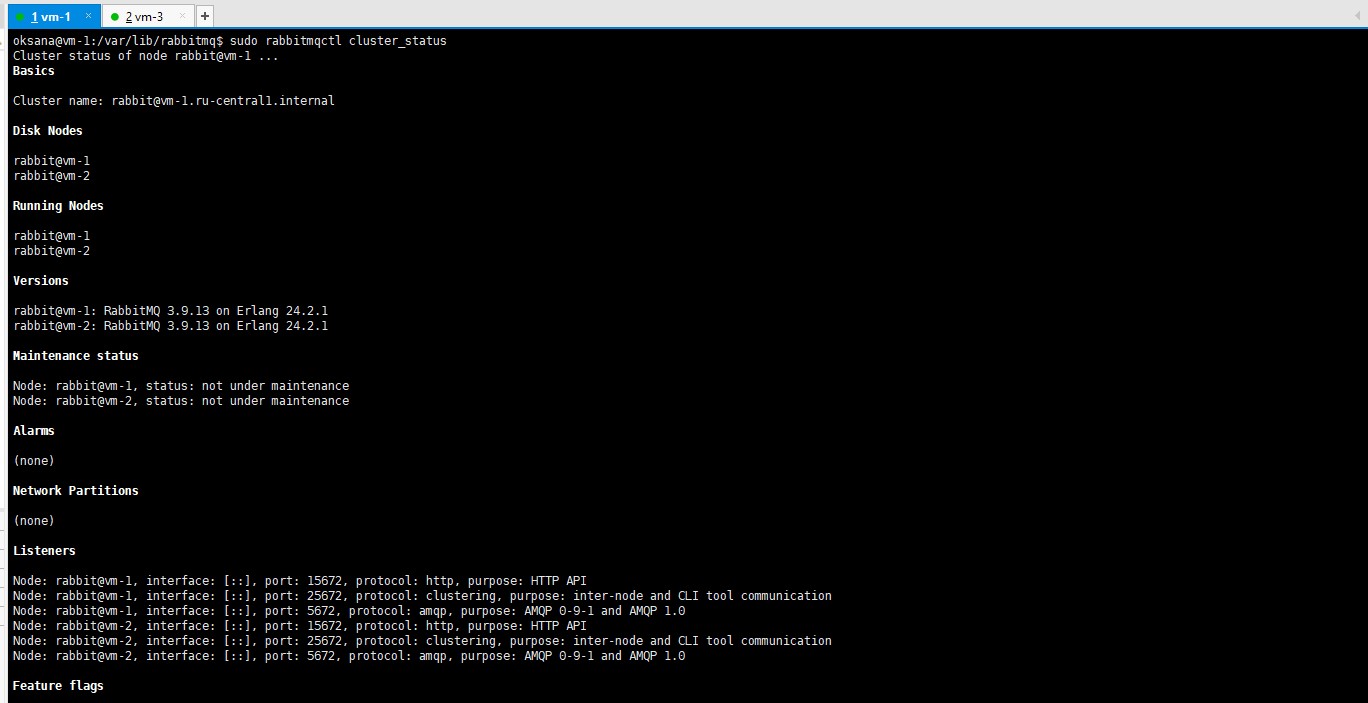 1 vm-1
2 vm-3
oksana@vm-1:/var/lib/rabbitmq$ sudo rabbitmqctl cluster_status
Cluster status of node rabbit@vm-1 ...
Basics
Cluster name: rabbit@vm-1.ru-central1.internal
Disk Nodes
rabbit@vm-1
rabbit@vm-2
Running Nodes
rabbit@vm-1
rabbit@vm-2
Versions
rabbit@vm-1: RabbitMQ 3.9.13 on Erlang 24.2.1
rabbit@vm-2: RabbitMQ 3.9.13 on Erlang 24.2.1
Maintenance status
Node: rabbit@vm-1, status: not under maintenance
Node: rabbit@vm-2, status: not under maintenance
Alarms
(none)
Network Partitions
(none)
Listeners
Node: rabbit@vm-1, interface: [::], port: 15672, protocol: http, purpose: HTTP API
Node: rabbit@vm-1, interface: [::], port: 25672, protocol: clustering, purpose: inter-node and CLI tool communication
Node: rabbit@vm-1, interface: [::], port: 5672, protocol: amqp, purpose: AMQP 0-9-1 and AMQP 1.0
Node: rabbit@vm-2, interface: [::], port: 15672, protocol: http, purpose: HTTP API
Node: rabbit@vm-2, interface: [::], port: 25672, protocol: clustering, purpose: inter-node and CLI tool communication
Node: rabbit@vm-2, interface: [::], port: 5672, protocol: amqp, purpose: AMQP 0-9-1 and AMQP 1.0
Feature flags